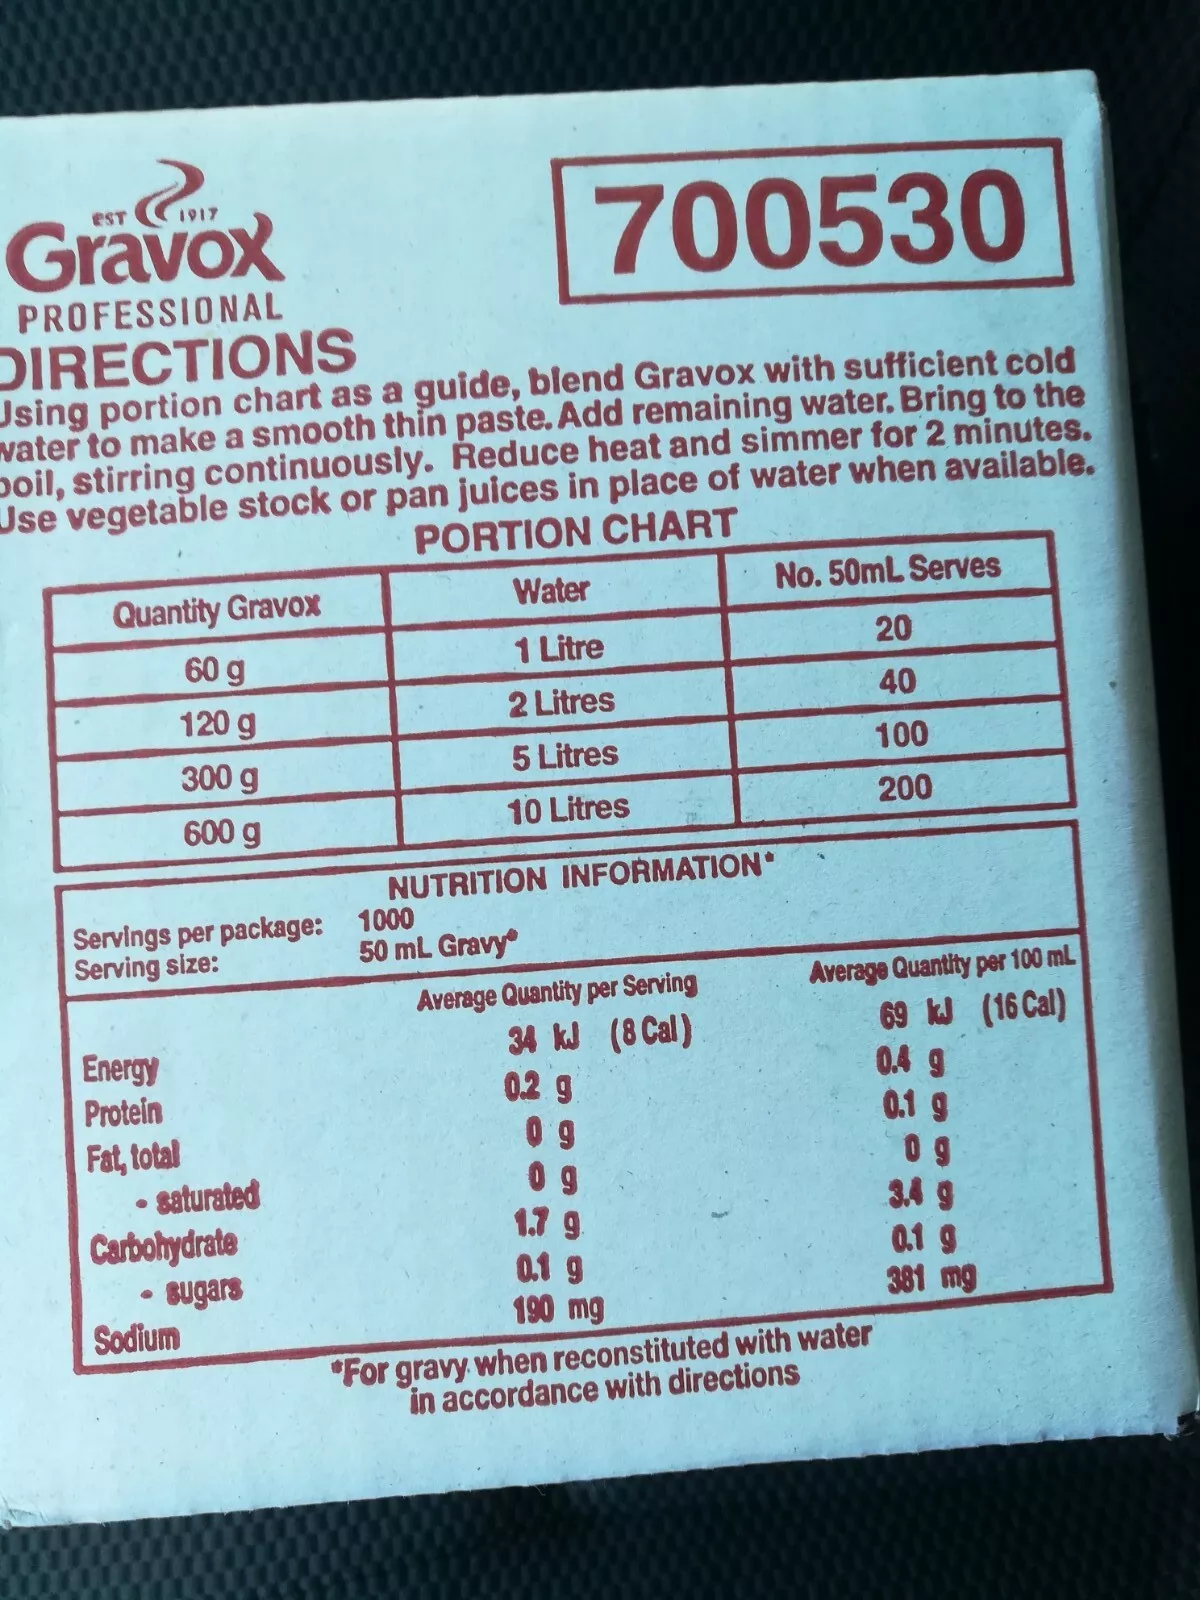 EST 1917
Gravox
PROFESSIONAL
700530
DIRECTIONS
Using portion chart as a guide, blend Gravox with sufficient cold
water to make a smooth thin paste. Add remaining water. Bring to the
boil, stirring continuously. Reduce heat and simmer for 2 minutes.
Use vegetable stock or pan juices in place of water when available.
PORTION CHART
Quantity Gravox Water No. 50mL Serves
60 g 1 Litre 20
120 g 2 Litres 40
300 g 5 Litres 100
600 g 10 Litres 200
NUTRITION INFORMATION*
Servings per package: 1000
Serving size: 50 mL Gravy*
Average Quantity per Serving Average Quantity per 100 mL
Energy 34 kJ (8 Cal) 69 kJ (16 Cal)
Protein 0.2 g 0.4 g
Fat, total 0 g 0.1 g
- saturated 0 g 0 g
Carbohydrate 1.7 g 3.4 g
- sugars 0.1 g 0.1 g
Sodium 190 mg 381 mg
*For gravy when reconstituted with water
in accordance with directions